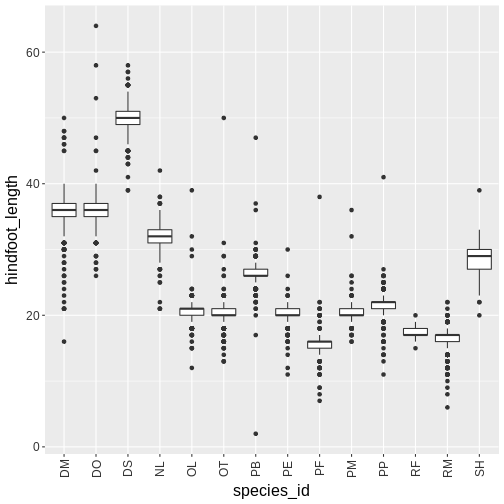 hindfoot_length
60
40
20
0
DM DO DS NL OL OT PB PE PF PM PP RF RM SH
species_id